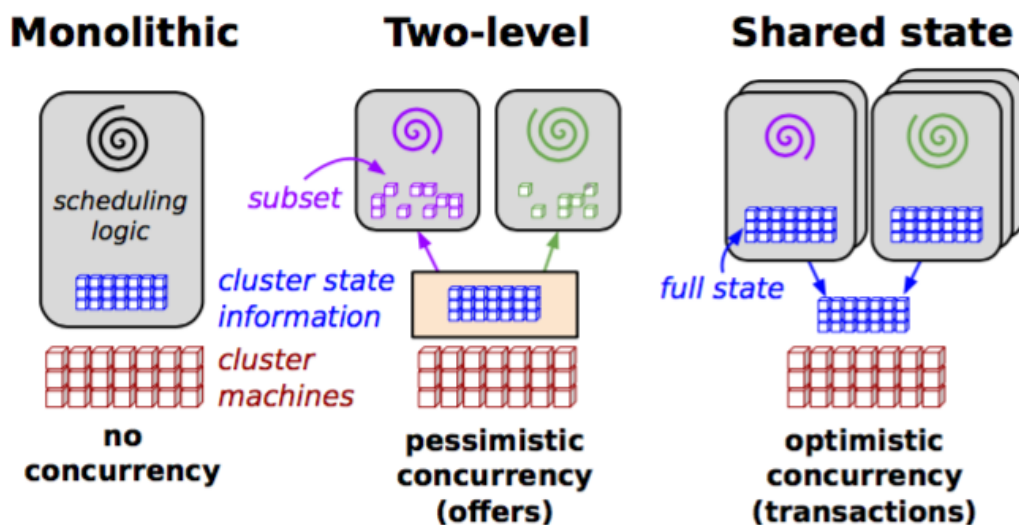 Monolithic
Two-level
Shared state
scheduling
logic
subset
cluster state
information
full state
cluster
machines
no
concurrency
pessimistic
concurrency
(offers)
optimistic
concurrency
(transactions)